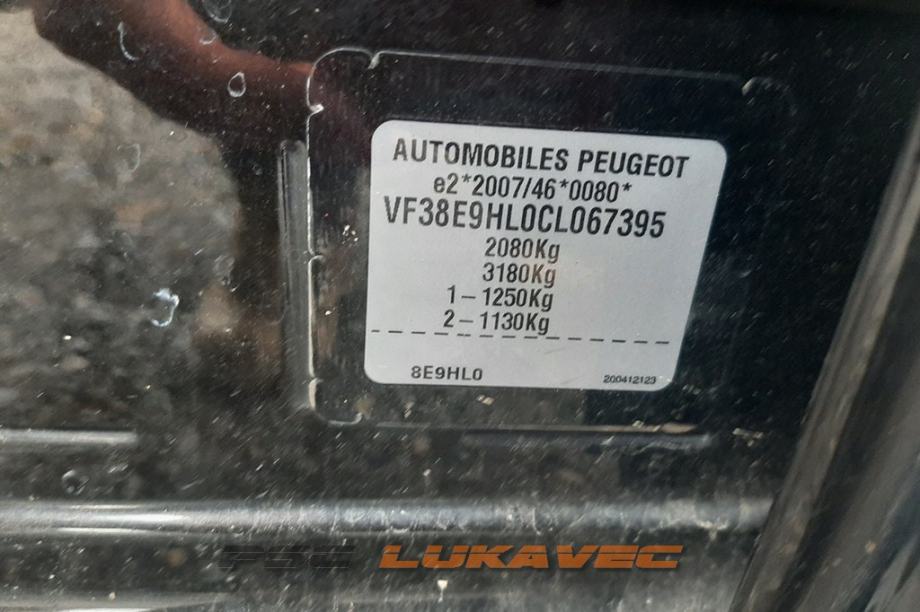 AUTOMOBILES PEUGEOT
e2*2007/46*0080*
VF38E9HL0CL067395
2080Kg
3180Kg
1-1250Kg
2-1130Kg
8E9HL0 200412123
PSC LUKAVEC